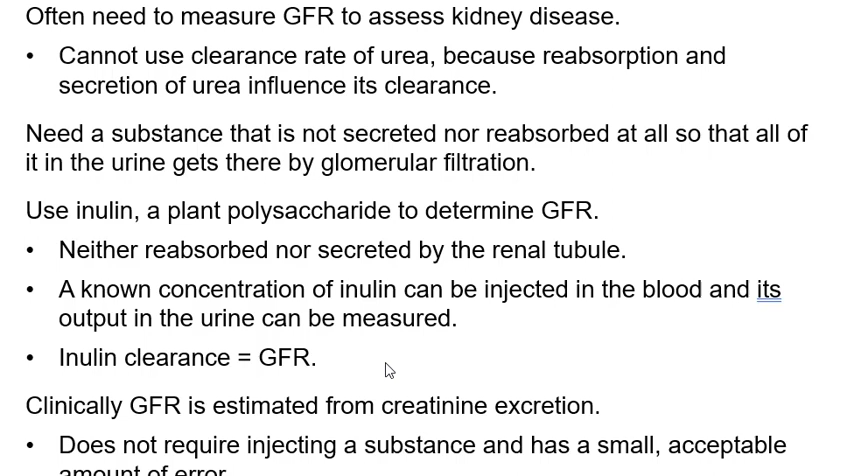 Often need to measure GFR to assess kidney disease.
• Cannot use clearance rate of urea, because reabsorption and
secretion of urea influence its clearance.
Need a substance that is not secreted nor reabsorbed at all so that all of
it in the urine gets there by glomerular filtration.
Use inulin, a plant polysaccharide to determine GFR.
• Neither reabsorbed nor secreted by the renal tubule.
• A known concentration of inulin can be injected in the blood and its
output in the urine can be measured.
• Inulin clearance = GFR.
Clinically GFR is estimated from creatinine excretion.
• Does not require injecting a substance and has a small, acceptable
amount of error